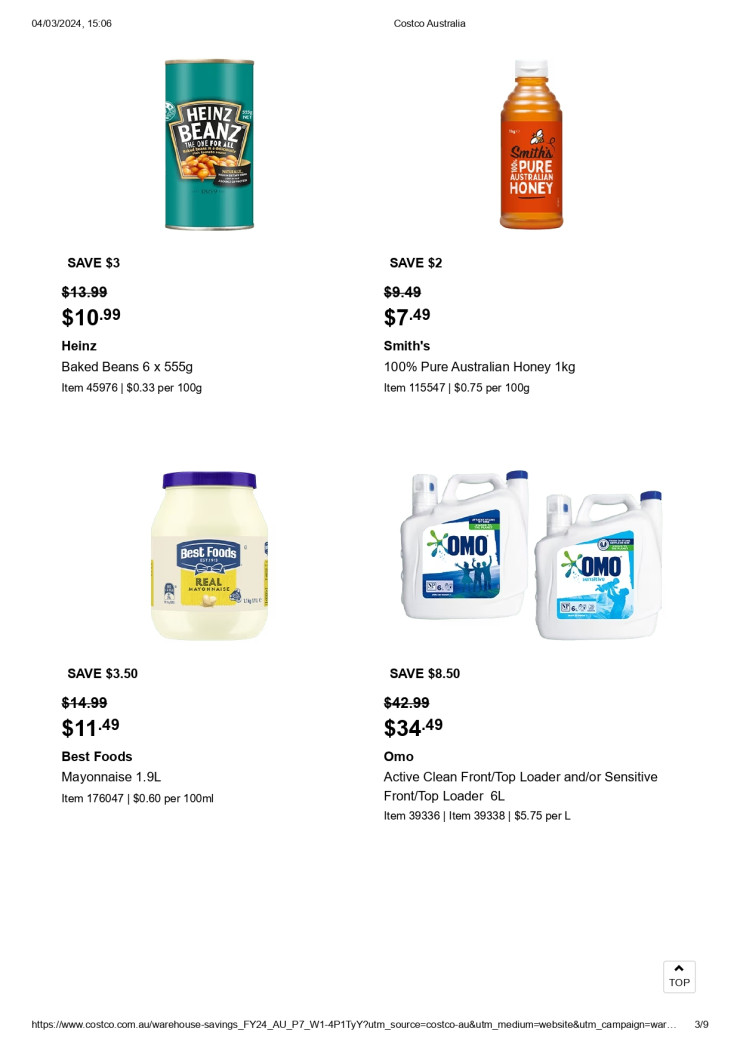 04/03/2024, 15:06
Costco Australia
HEINZ
BEANZ
THE ONE FOR ALL
Smith's
100% PURE
AUSTRALIAN
HONEY
SAVE $3
$13.99
$10.99
Heinz
Baked Beans 6 x 555g
Item 45976 | $0.33 per 100g
SAVE $2
$9.49
$7.49
Smith's
100% Pure Australian Honey 1kg
Item 115547 | $0.75 per 100g
Best Foods
REAL
MAYONNAISE
OMO
OMO
sensitive
SAVE $3.50
$14.99
$11.49
Best Foods
Mayonnaise 1.9L
Item 176047 | $0.60 per 100ml
SAVE $8.50
$42.99
$34.49
Omo
Active Clean Front/Top Loader and/or Sensitive
Front/Top Loader 6L
Item 39336 | Item 39338 | $5.75 per L
TOP
https://www.costco.com.au/warehouse-savings_FY24_AU_P7_W1-4P1TyY?utm_source=costco-au&utm_medium=website&utm_campaign=war…
3/9